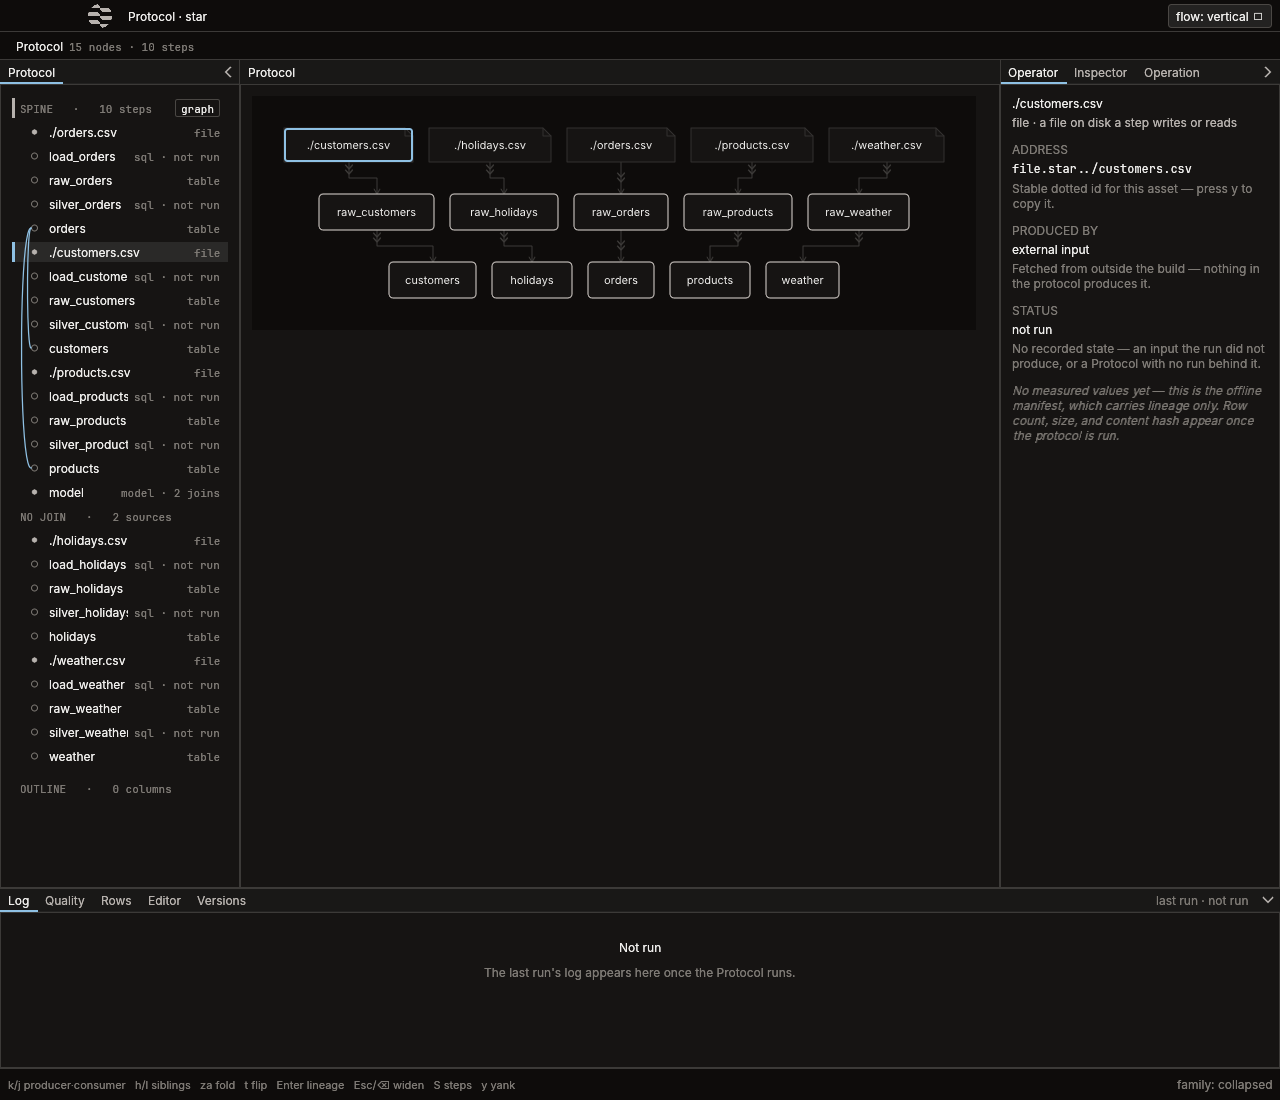 Protocol · star
flow: vertical
Protocol 15 nodes · 10 steps
Protocol
SPINE · 10 steps graph
./orders.csv file
load_orders sql · not run
raw_orders table
silver_orders sql · not run
orders table
./customers.csv file
load_custome sql · not run
raw_customers table
silver_custom sql · not run
customers table
./products.csv file
load_products sql · not run
raw_products table
silver_product sql · not run
products table
model model · 2 joins
NO JOIN · 2 sources
./holidays.csv file
load_holidays sql · not run
raw_holidays table
silver_holidays sql · not run
holidays table
./weather.csv file
load_weather sql · not run
raw_weather table
silver_weather sql · not run
weather table
OUTLINE · 0 columns
Protocol
./customers.csv ./holidays.csv ./orders.csv ./products.csv ./weather.csv
raw_customers raw_holidays raw_orders raw_products raw_weather
customers holidays orders products weather
Operator Inspector Operation
./customers.csv
file · a file on disk a step writes or reads
ADDRESS
file.star../customers.csv
Stable dotted id for this asset — press y to
copy it.
PRODUCED BY
external input
Fetched from outside the build — nothing in
the protocol produces it.
STATUS
not run
No recorded state — an input the run did not
produce, or a Protocol with no run behind it.
No measured values yet — this is the offline
manifest, which carries lineage only. Row
count, size, and content hash appear once
the protocol is run.
Log Quality Rows Editor Versions
last run · not run
Not run
The last run's log appears here once the Protocol runs.
k/j producer·consumer h/l siblings za fold t flip Enter lineage Esc/⌫ widen S steps y yank
family: collapsed